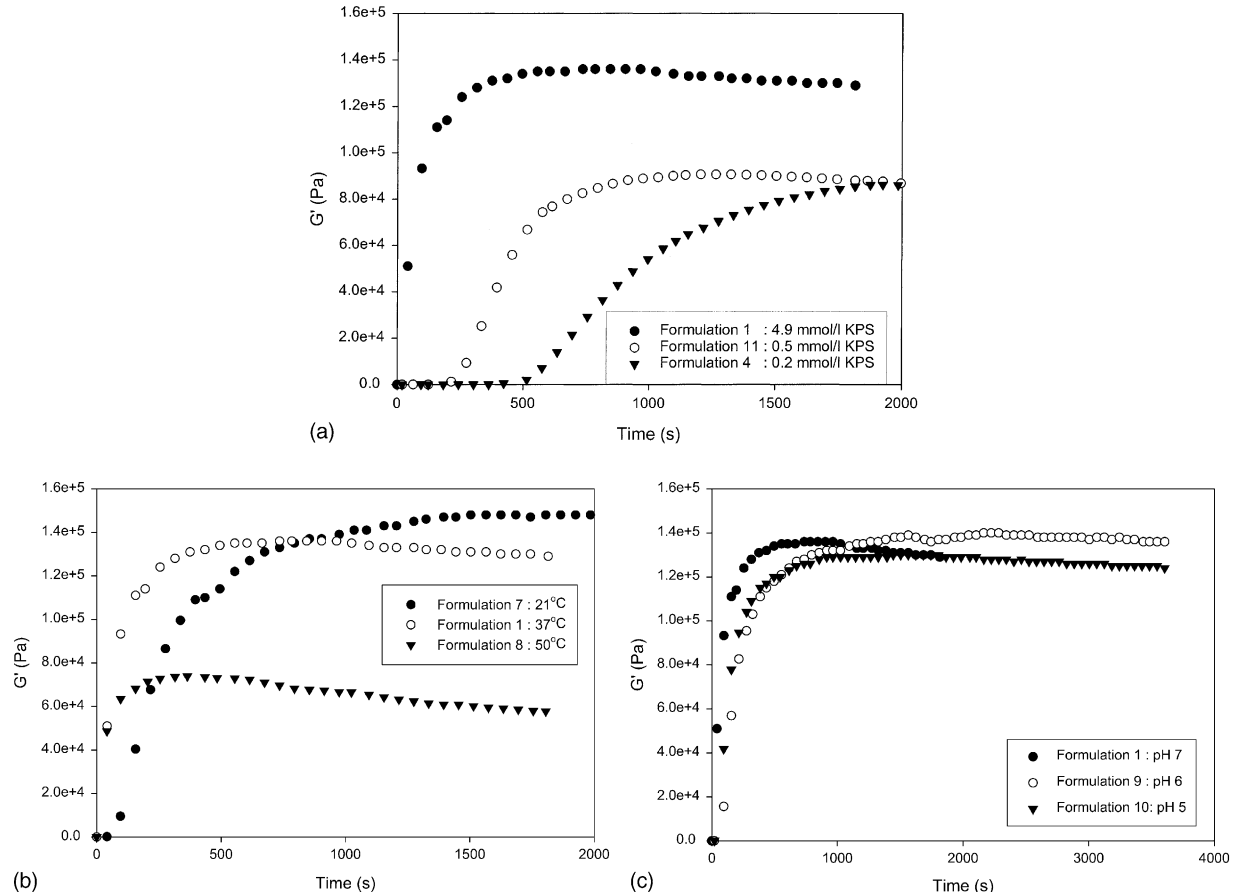 1.6e+5
1.4e+5
1.2e+5
1.0e+5
8.0e+4
6.0e+4
4.0e+4
2.0e+4
0.0
G' (Pa)
Formulation 1 : 4.9 mmol/l KPS
Formulation 11 : 0.5 mmol/l KPS
Formulation 4 : 0.2 mmol/l KPS
0 500 1000 1500 2000
Time (s)
(a)
1.6e+5
1.4e+5
1.2e+5
1.0e+5
8.0e+4
6.0e+4
4.0e+4
2.0e+4
0.0
G' (Pa)
Formulation 7 : 21°C
Formulation 1 : 37°C
Formulation 8 : 50°C
0 500 1000 1500 2000
Time (s)
(b)
1.6e+5
1.4e+5
1.2e+5
1.0e+5
8.0e+4
6.0e+4
4.0e+4
2.0e+4
0.0
G' (Pa)
Formulation 1 : pH 7
Formulation 9 : pH 6
Formulation 10: pH 5
0 1000 2000 3000 4000
Time (s)
(c)